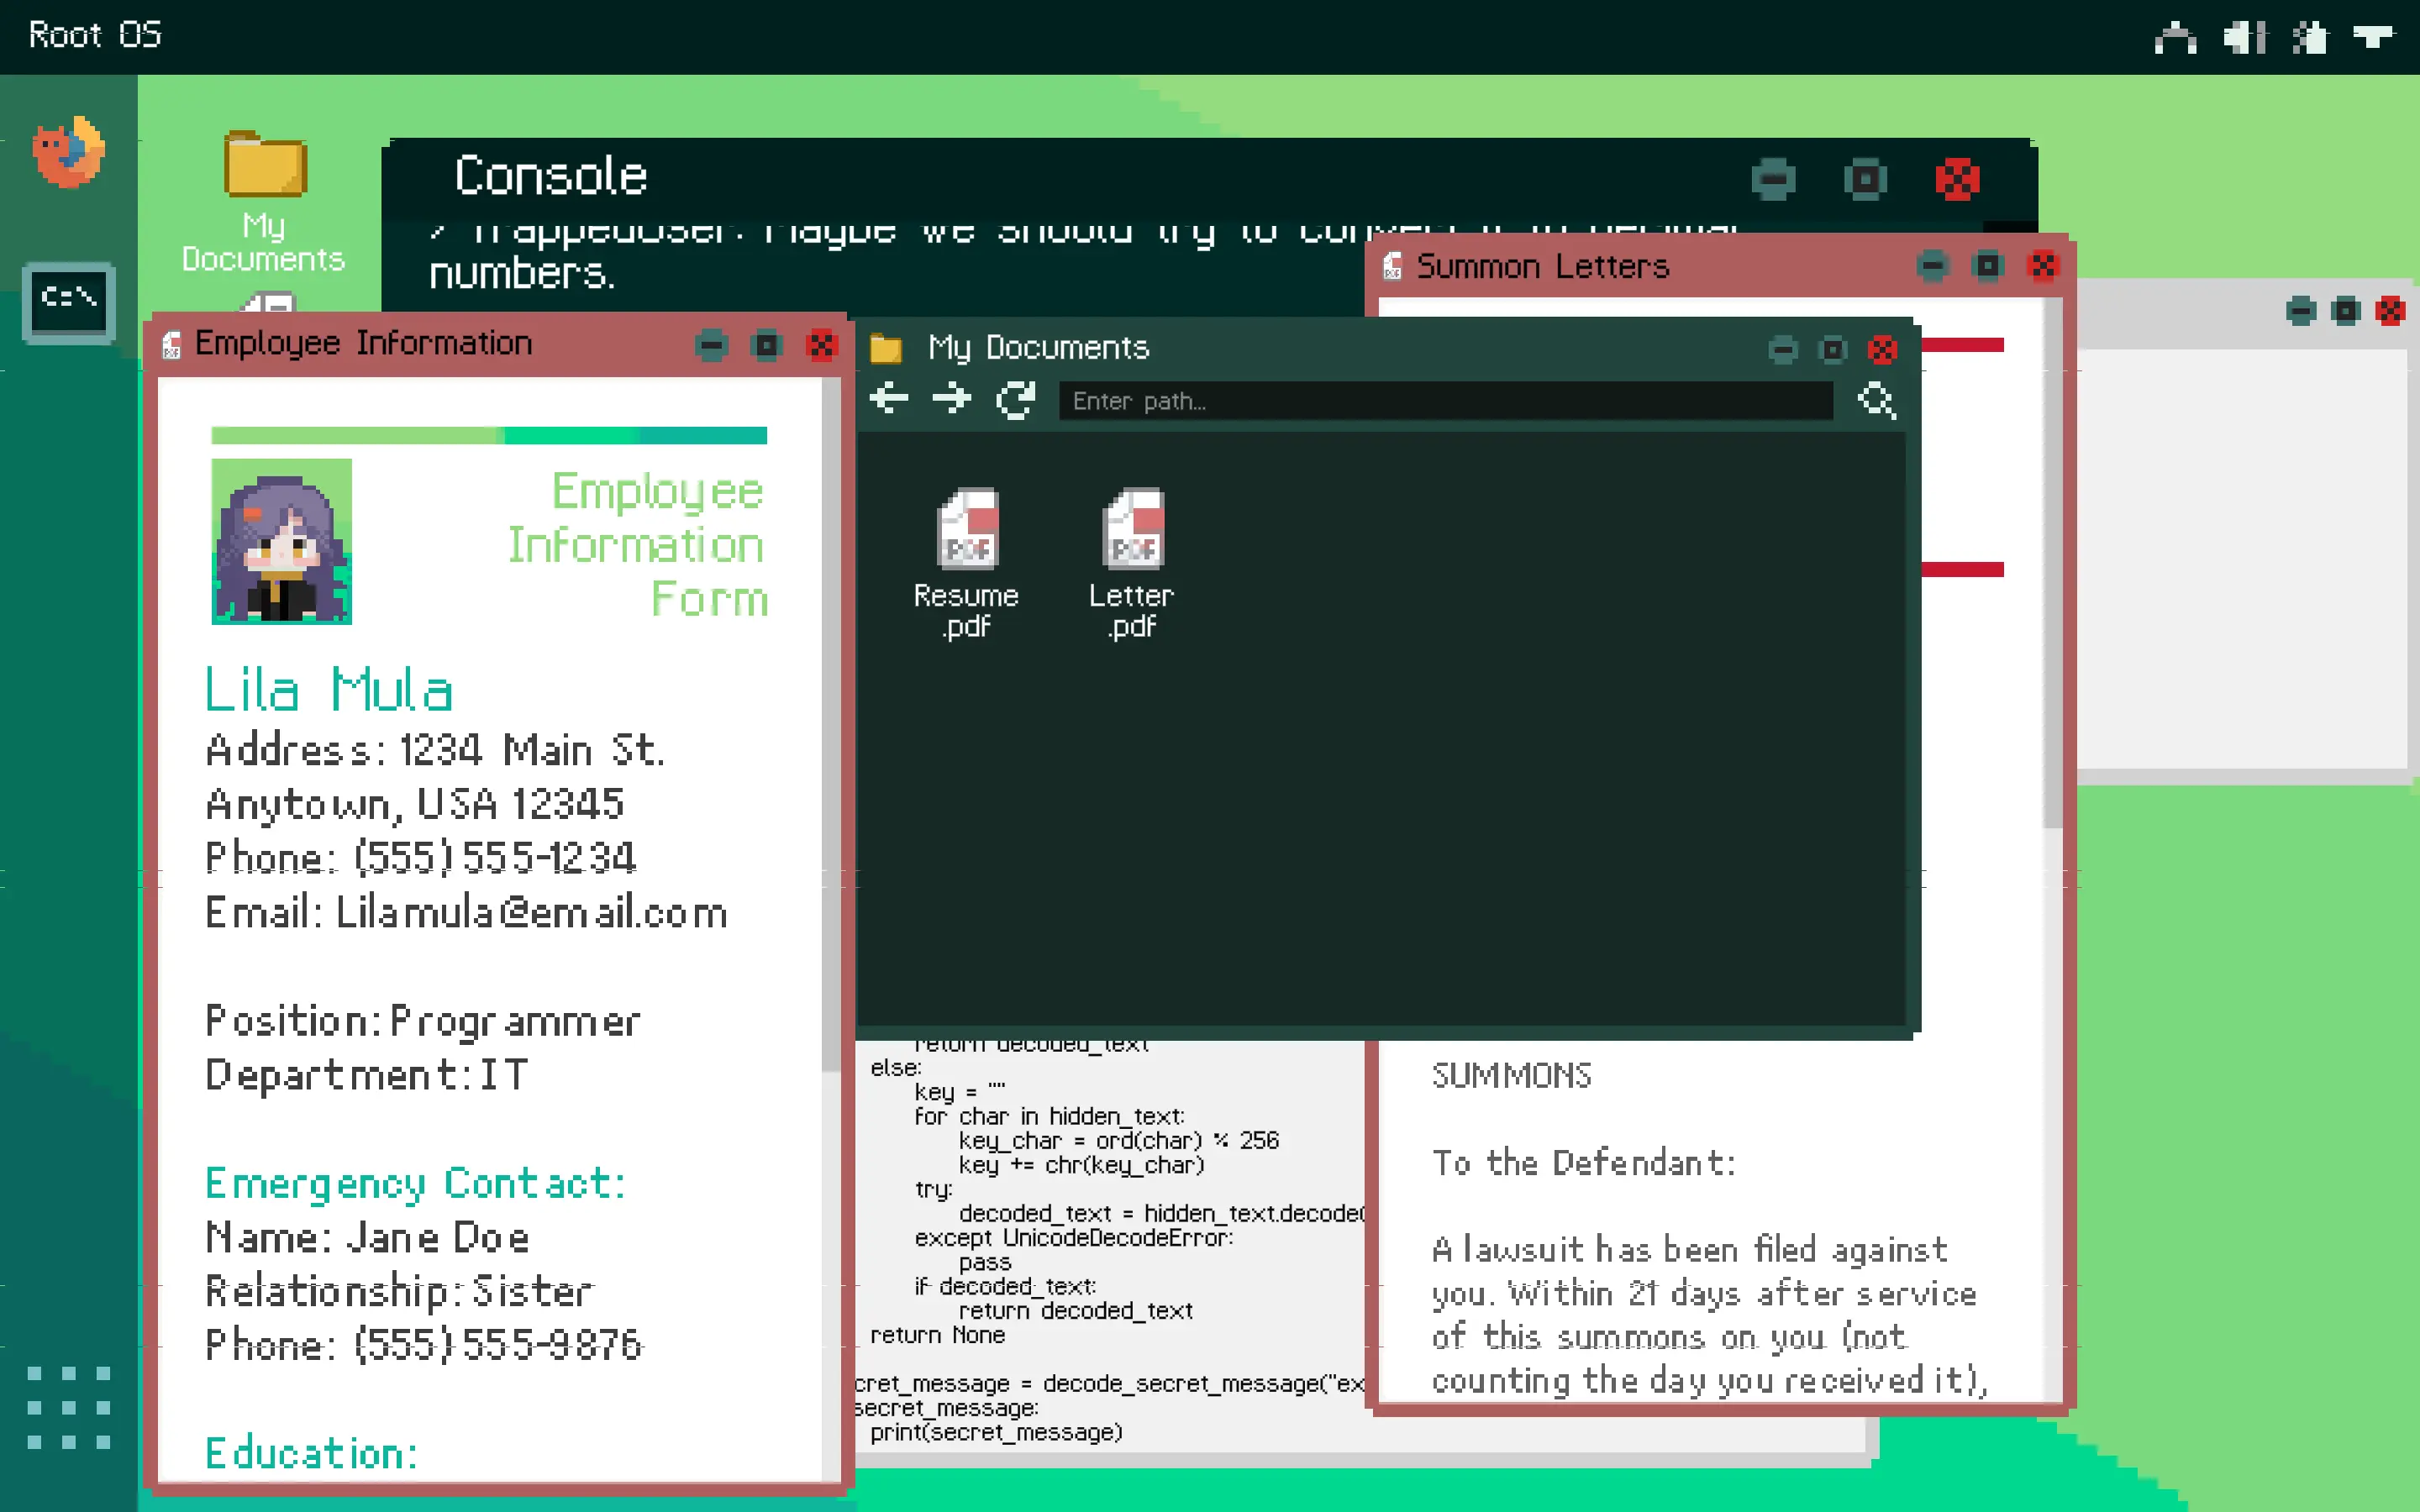 Root OS
C:\
My
Documents
Console
> TrappedUser: Maybe we should try to convert it to decimal
numbers.
Summon Letters
PDF
Employee Information
PDF
Employee
Information
Form
Lila Mula
Address: 1234 Main St.
Anytown, USA 12345
Phone: (555) 555-1234
Email: Lilamula@email.com
Position: Programmer
Department: IT
Emergency Contact:
Name: Jane Doe
Relationship: Sister
Phone: (555) 555-9876
Education:
My Documents
Enter path...
PDF
Resume
.pdf
PDF
Letter
.pdf
return decoded_text
else:
key = ""
for char in hidden_text:
key_char = ord(char) % 256
key += chr(key_char)
try:
decoded_text = hidden_text.decode(
except UnicodeDecodeError:
pass
if decoded_text:
return decoded_text
return None
cret_message = decode_secret_message("ex
secret_message:
print(secret_message)
SUMMONS
To the Defendant:
A lawsuit has been filed against
you. Within 21 days after service
of this summons on you (not
counting the day you received it),